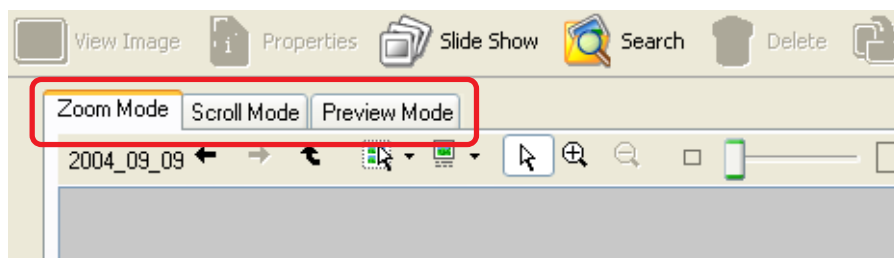 View Image Properties Slide Show Search Delete
Zoom Mode Scroll Mode Preview Mode
2004_09_09